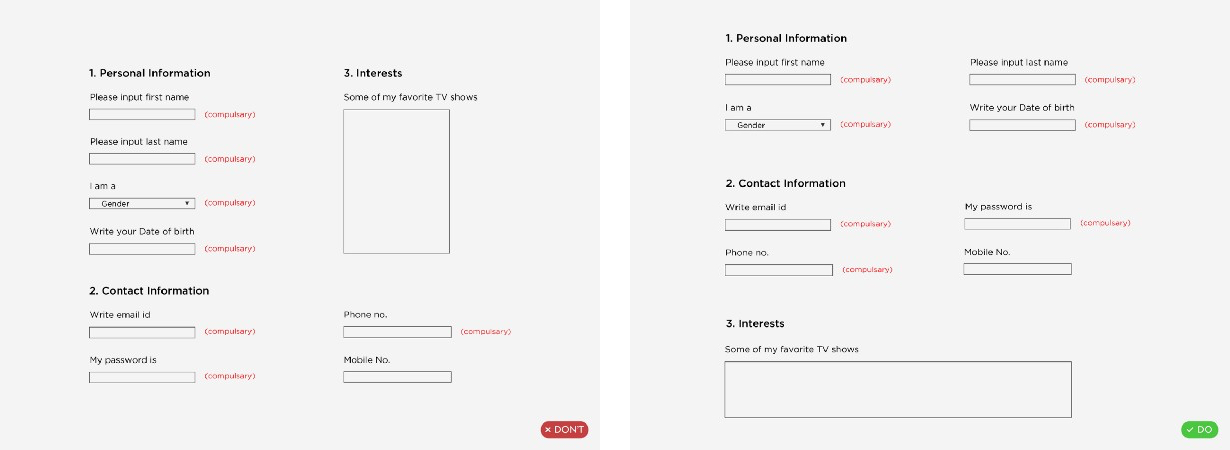 1. Personal Information
Please input first name
(compulsary)
Please input last name
(compulsary)
I am a
Gender
(compulsary)
Write your Date of birth
(compulsary)
3. Interests
Some of my favorite TV shows
2. Contact Information
Write email id
(compulsary)
Phone no.
(compulsary)
My password is
(compulsary)
Mobile No.
DON'T
1. Personal Information
Please input first name
(compulsary)
Please input last name
(compulsary)
I am a
Gender
(compulsary)
Write your Date of birth
(compulsary)
2. Contact Information
Write email id
(compulsary)
My password is
(compulsary)
Phone no.
(compulsary)
Mobile No.
3. Interests
Some of my favorite TV shows
DO